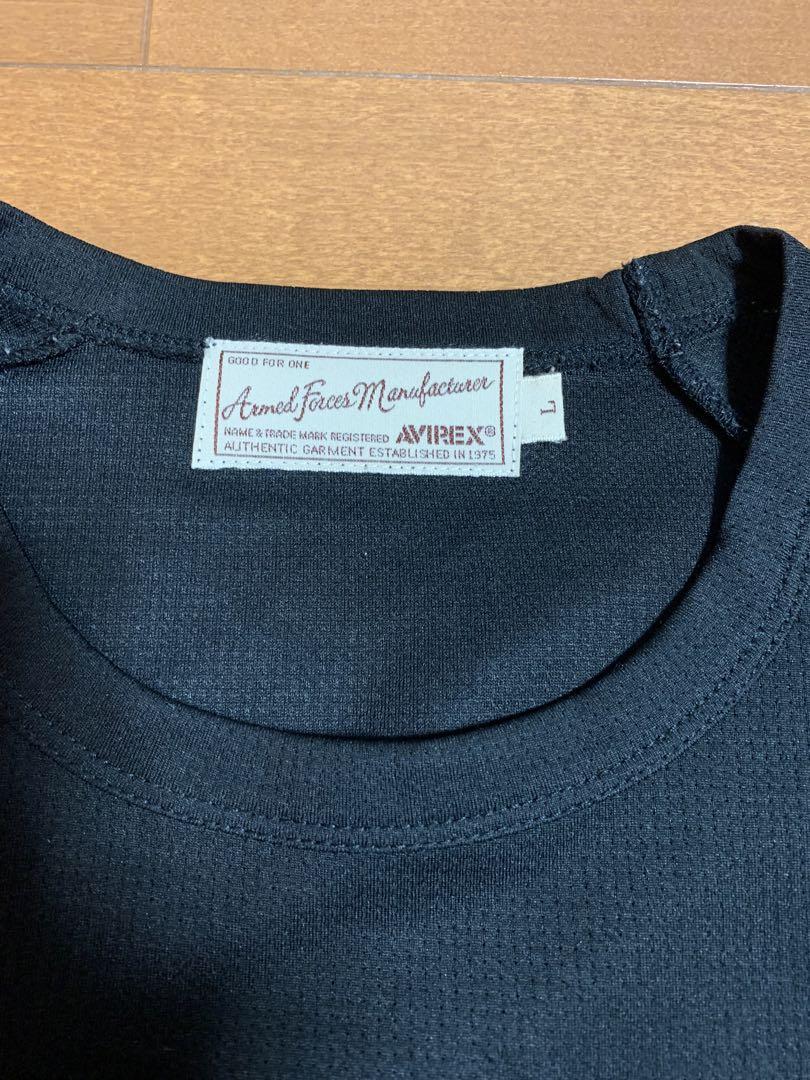 GOOD FOR ONE
Armed Forces Manufacturer
NAME & TRADE MARK REGISTERED AVIREX®
AUTHENTIC GARMENT ESTABLISHED IN 1975
L